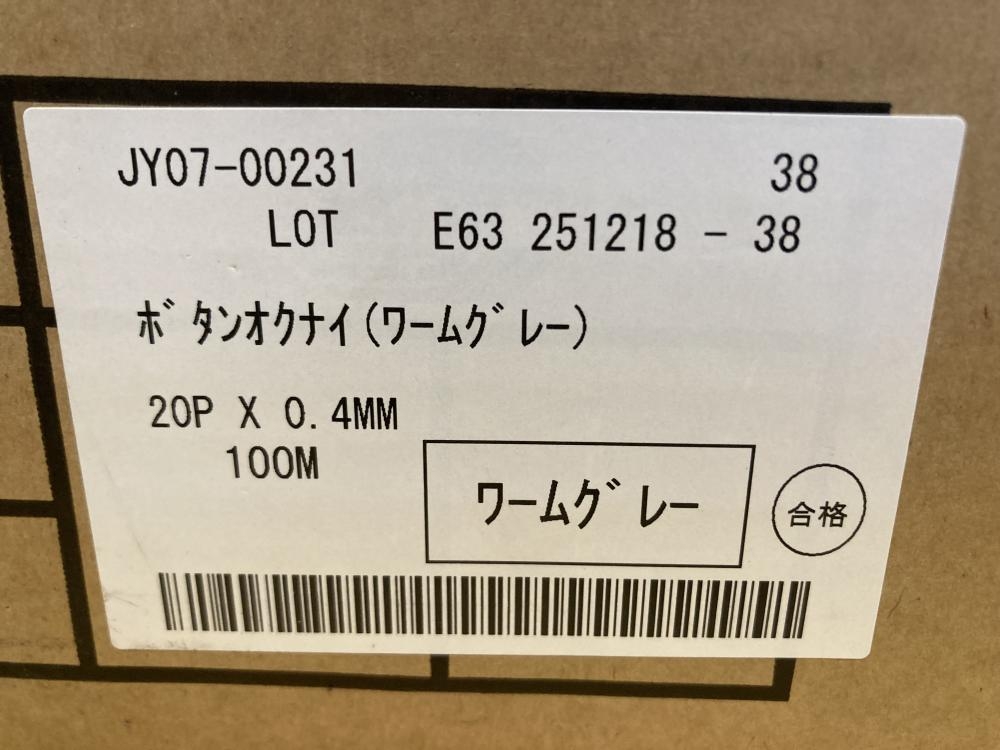 JY07-00231 38
LOT E63 251218 - 38
ﾎﾞﾀﾝｵｸﾅｲ(ﾜｰﾑｸﾞﾚｰ)
20P X 0.4MM
100M
ﾜｰﾑｸﾞﾚｰ
合格